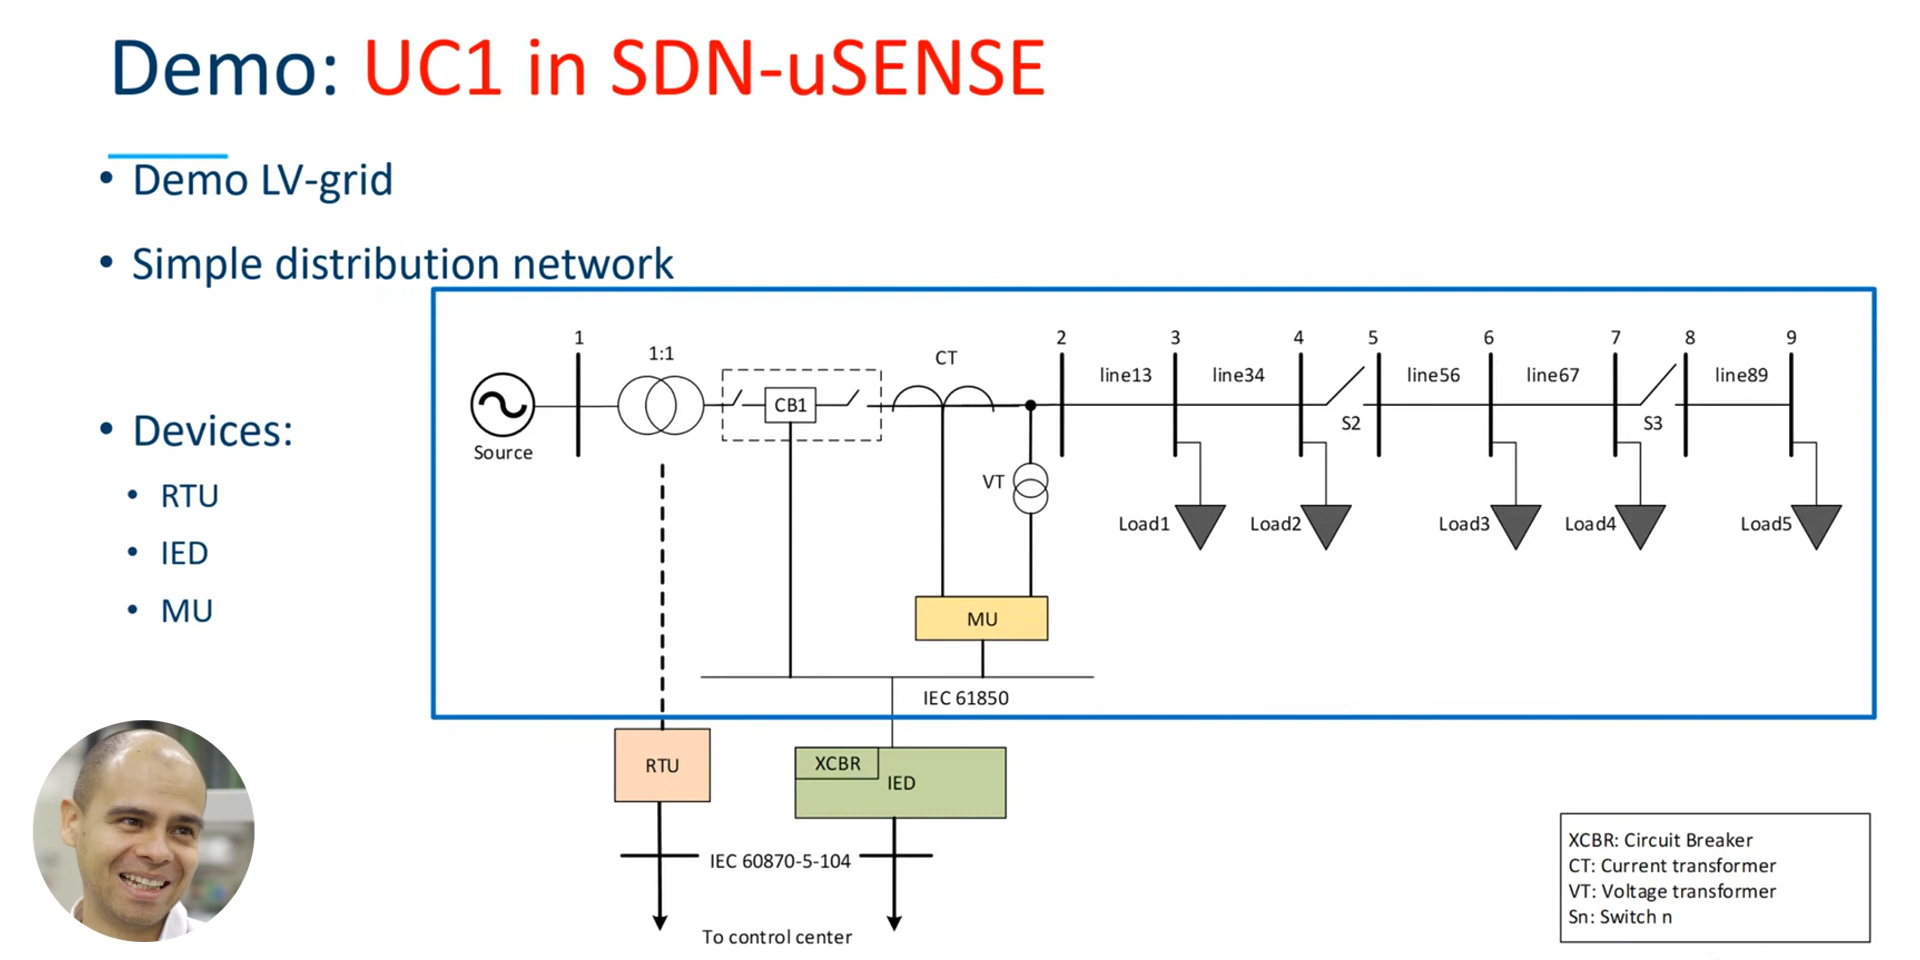 Demo: UC1 in SDN-uSENSE
• Demo LV-grid
• Simple distribution network
• Devices:
• RTU
• IED
• MU
1
1:1
CT
2
3
4
5
6
7
8
9
line13
line34
line56
line67
line89
CB1
S2
S3
Source
VT
Load1
Load2
Load3
Load4
Load5
MU
IEC 61850
RTU
XCBR
IED
IEC 60870-5-104
To control center
XCBR: Circuit Breaker
CT: Current transformer
VT: Voltage transformer
Sn: Switch n